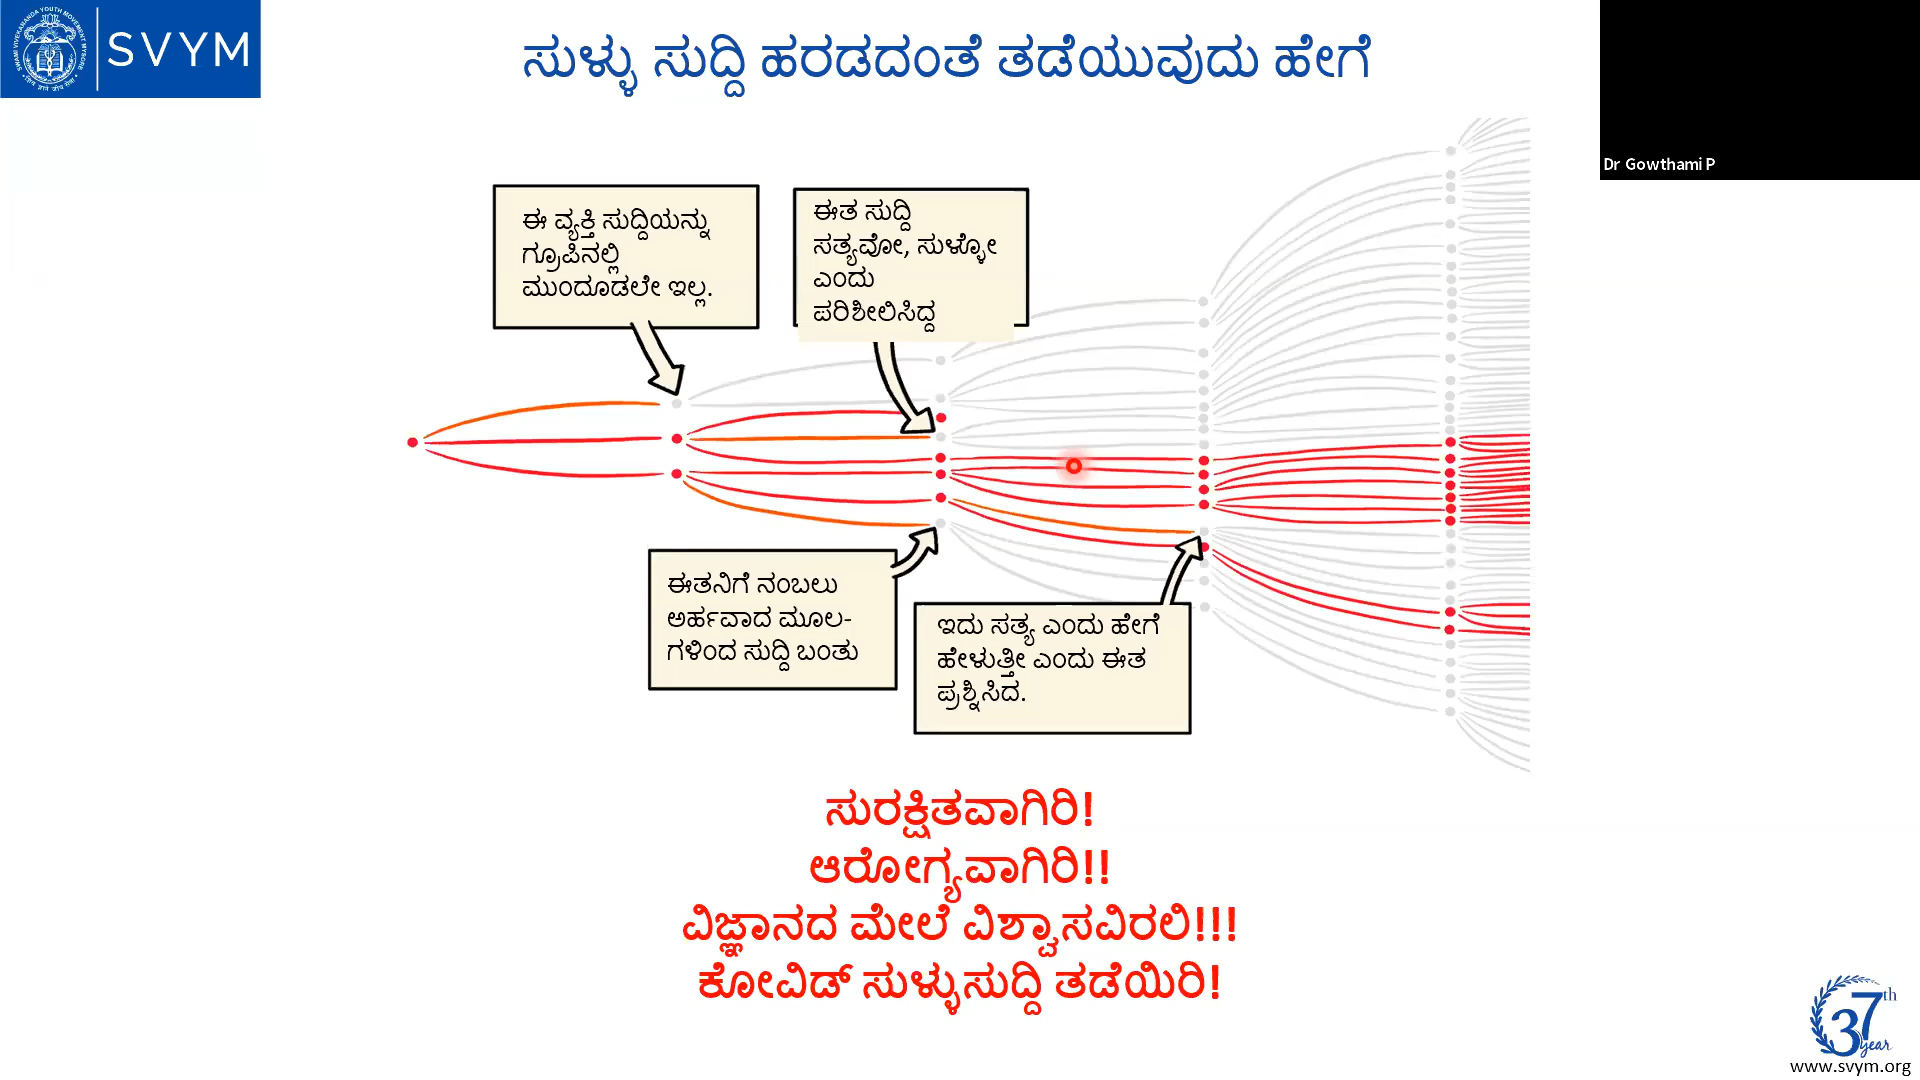 SVYM
ಸುಳ್ಳು ಸುದ್ದಿ ಹರಡದಂತೆ ತಡೆಯುವುದು ಹೇಗೆ
Dr Gowthami P
ಈ ವ್ಯಕ್ತಿ ಸುದ್ದಿಯನ್ನು
ಗ್ರೂಪಿನಲ್ಲಿ
ಮುಂದೂಡಲೇ ಇಲ್ಲ.
ಈತ ಸುದ್ದಿ
ಸತ್ಯವೋ, ಸುಳ್ಳೋ
ಎಂದು
ಪರಿಶೀಲಿಸಿದ್ದ
ಈತನಿಗೆ ನಂಬಲು
ಅರ್ಹವಾದ ಮೂಲ-
ಗಳಿಂದ ಸುದ್ದಿ ಬಂತು
ಇದು ಸತ್ಯ ಎಂದು ಹೇಗೆ
ಹೇಳುತ್ತೀ ಎಂದು ಈತ
ಪ್ರಶ್ನಿಸಿದ.
ಸುರಕ್ಷಿತವಾಗಿರಿ!
ಆರೋಗ್ಯವಾಗಿರಿ!!
ವಿಜ್ಞಾನದ ಮೇಲೆ ವಿಶ್ವಾಸವಿರಲಿ!!!
ಕೋವಿಡ್ ಸುಳ್ಳುಸುದ್ದಿ ತಡೆಯಿರಿ!
37th
year
www.svym.org